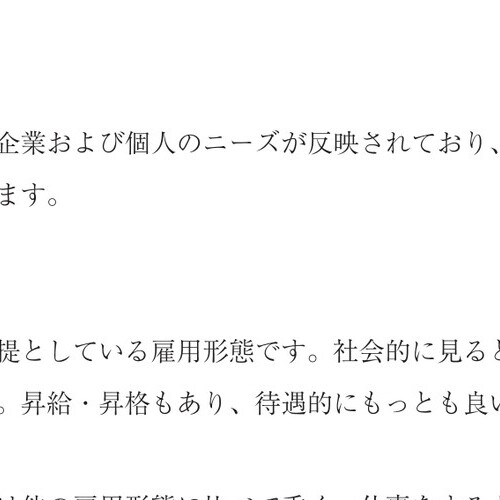 企業および個人のニーズが反映されており、
ます。
提としている雇用形態です。社会的に見ると
。昇給・昇格もあり、待遇的にもっとも良い